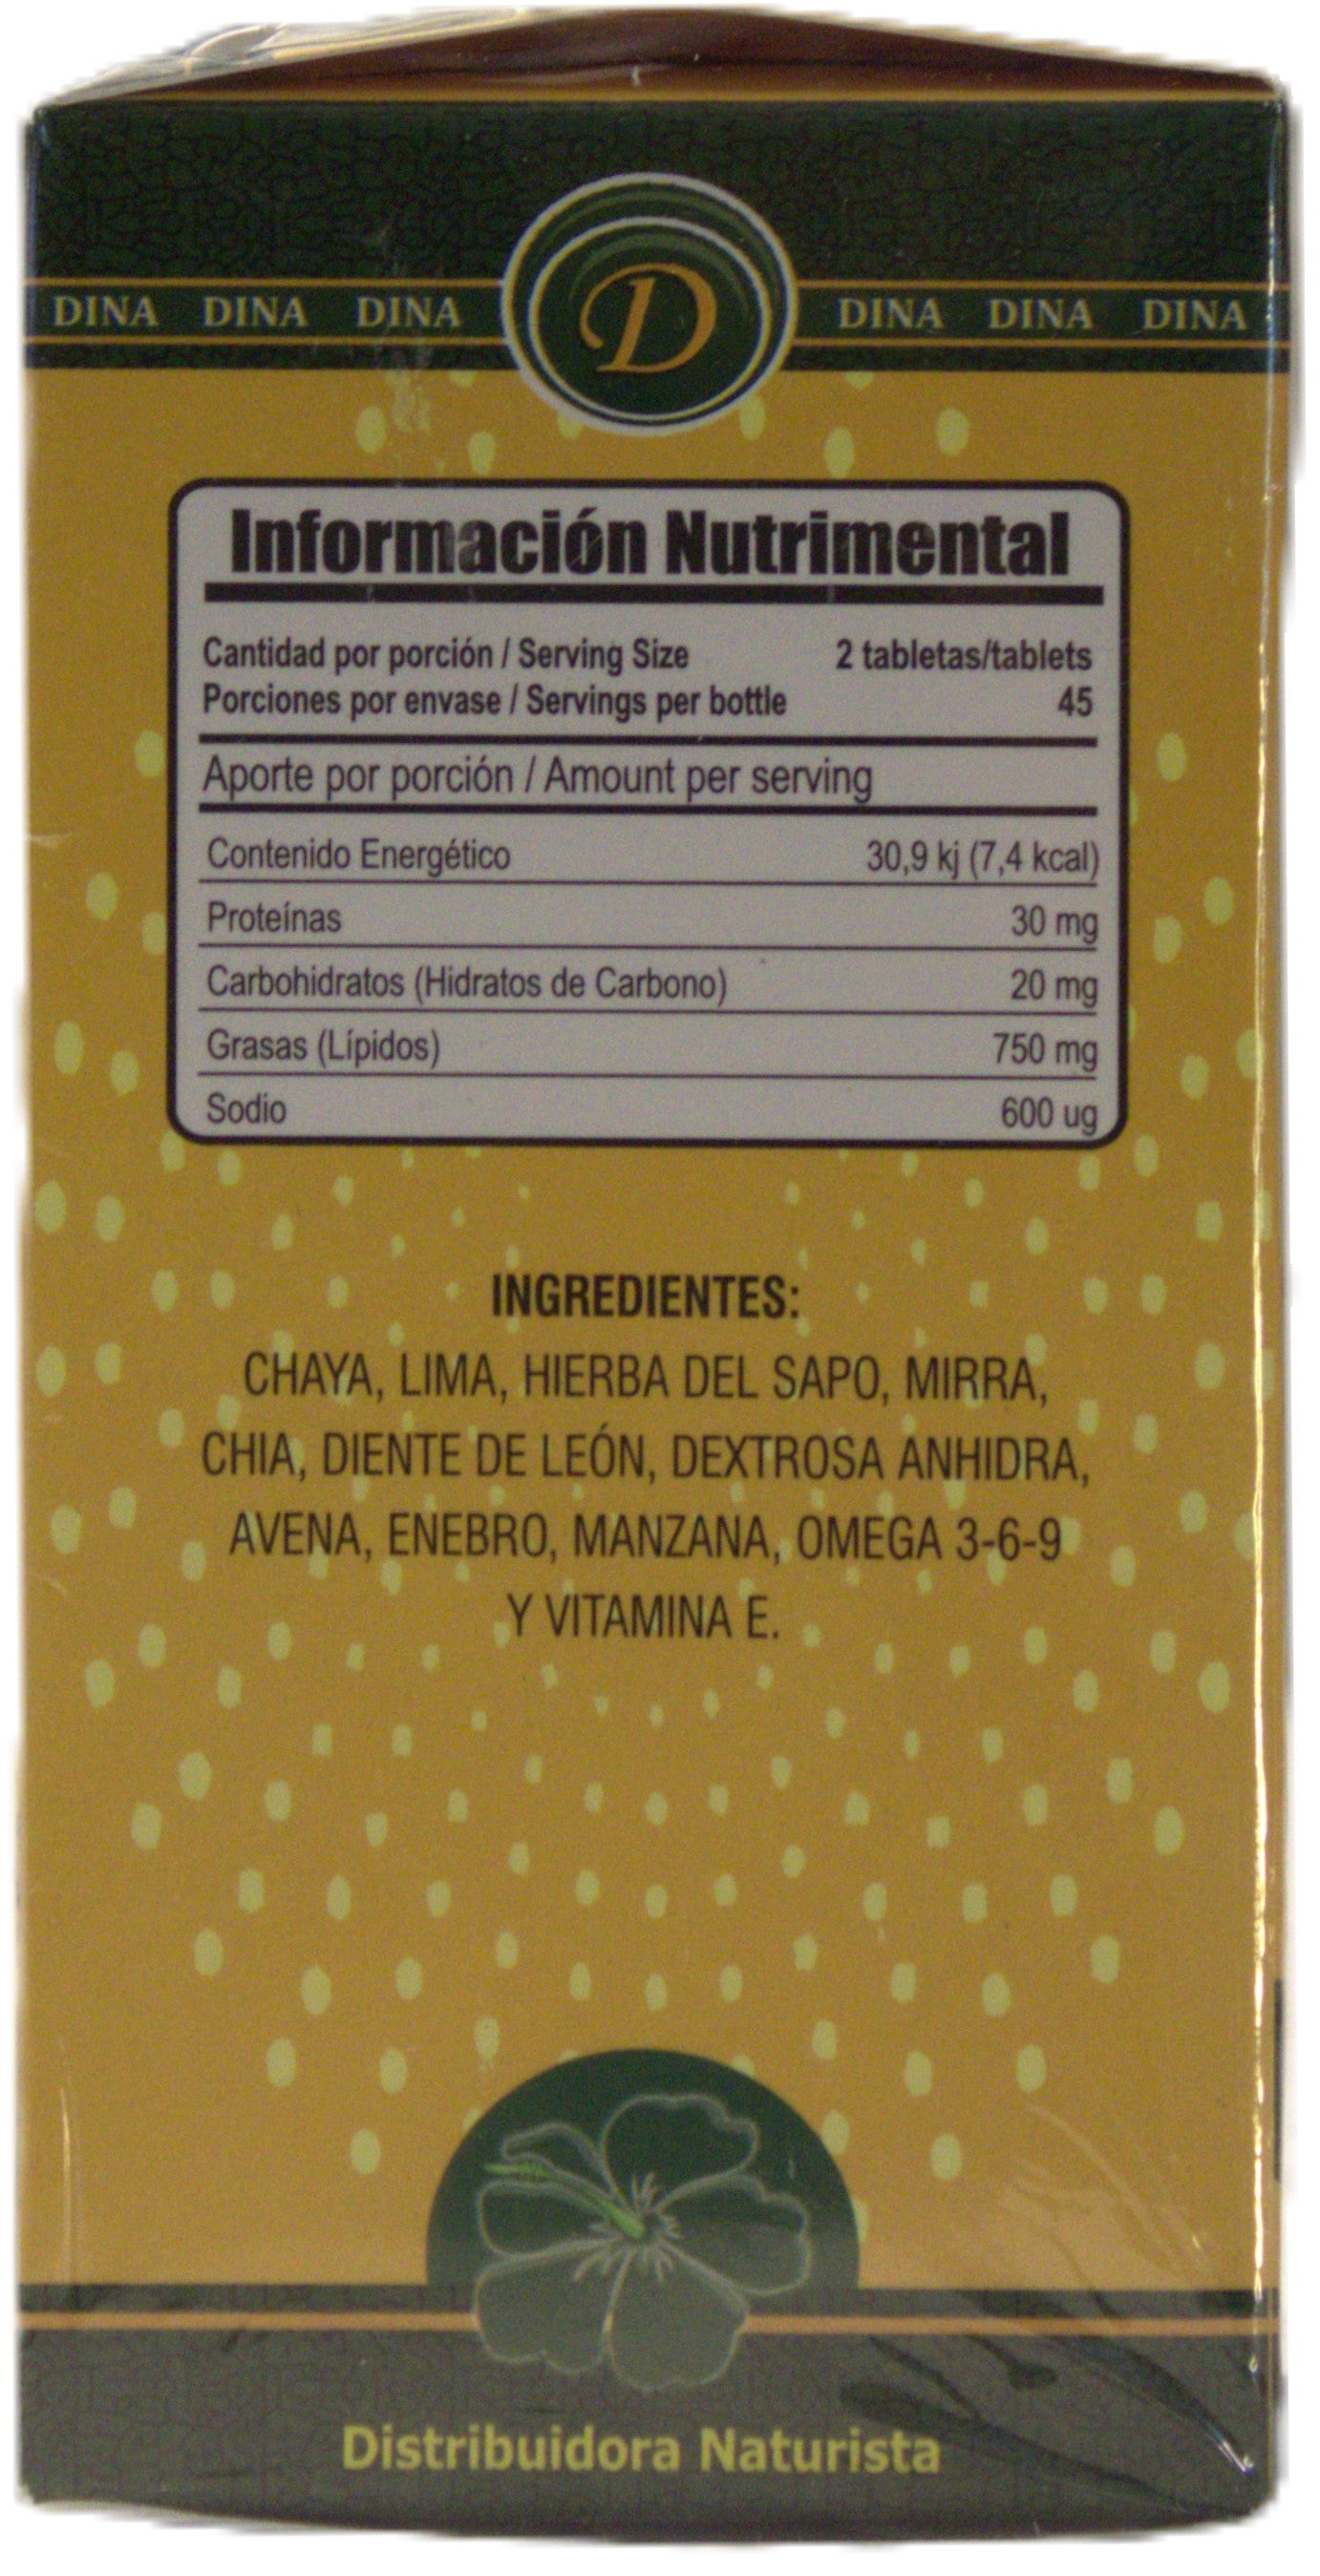 DINA DINA DINA D DINA DINA DINA
Información Nutrimental
Cantidad por porción / Serving Size 2 tabletas/tablets
Porciones por envase / Servings per bottle 45
Aporte por porción / Amount per serving
Contenido Energético 30,9 kj (7,4 kcal)
Proteínas 30 mg
Carbohidratos (Hidratos de Carbono) 20 mg
Grasas (Lípidos) 750 mg
Sodio 600 ug
INGREDIENTES:
CHAYA, LIMA, HIERBA DEL SAPO, MIRRA,
CHIA, DIENTE DE LEÓN, DEXTROSA ANHIDRA,
AVENA, ENEBRO, MANZANA, OMEGA 3-6-9
Y VITAMINA E.
Distribuidora Naturista